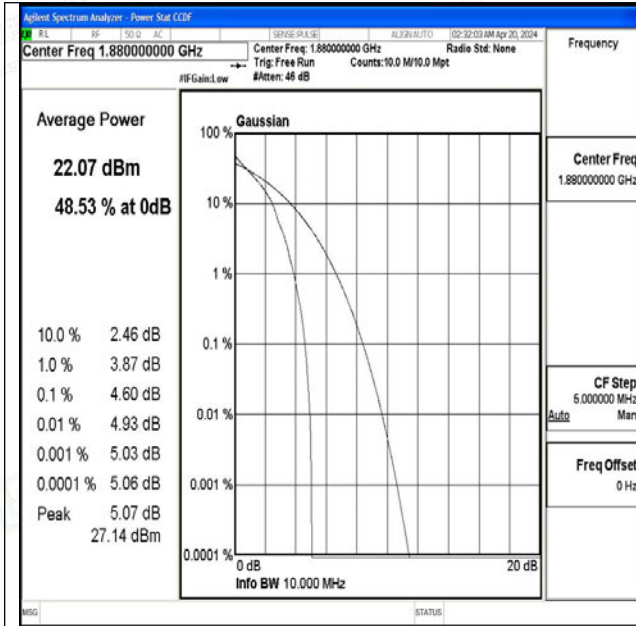 Agilent Spectrum Analyzer - Power Stat CCDF
RL RF 50 Ω AC SENSE:PULSE ALIGN AUTO 02:32:03 AM Apr 20, 2024
Center Freq 1.880000000 GHz
Center Freq: 1.880000000 GHz Radio Std: None
Trig: Free Run Counts:10.0 M/10.0 Mpt
#IFGain:Low #Atten: 46 dB
Frequency
Average Power
22.07 dBm
48.53 % at 0dB
10.0 % 2.46 dB
1.0 % 3.87 dB
0.1 % 4.60 dB
0.01 % 4.93 dB
0.001 % 5.03 dB
0.0001 % 5.06 dB
Peak 5.07 dB
27.14 dBm
Gaussian
100 %
10 %
1 %
0.1 %
0.01 %
0.001 %
0.0001 %
0 dB 20 dB
Info BW 10.000 MHz
Center Freq
1.880000000 GHz
CF Step
5.000000 MHz
Auto Man
Freq Offset
0 Hz
MSG STATUS